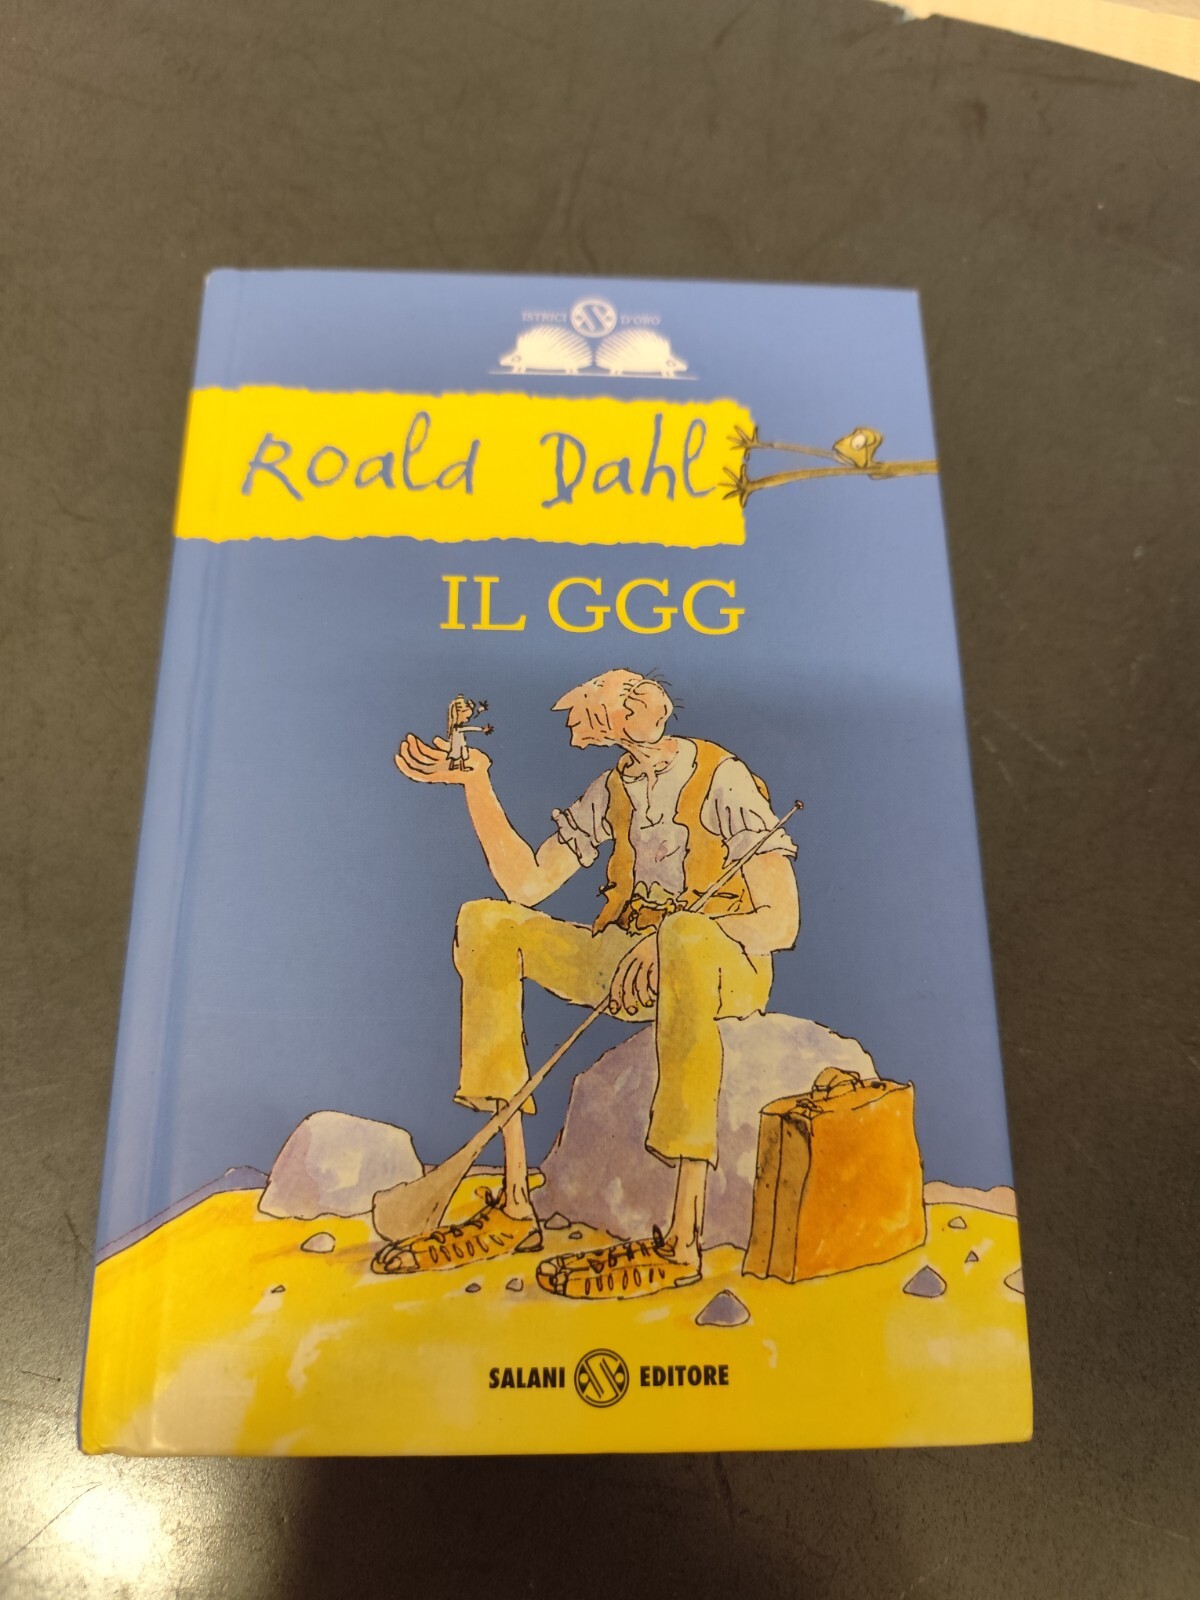 ISTRICI D'ORO
Roald Dahl
IL GGG
SALANI EDITORE